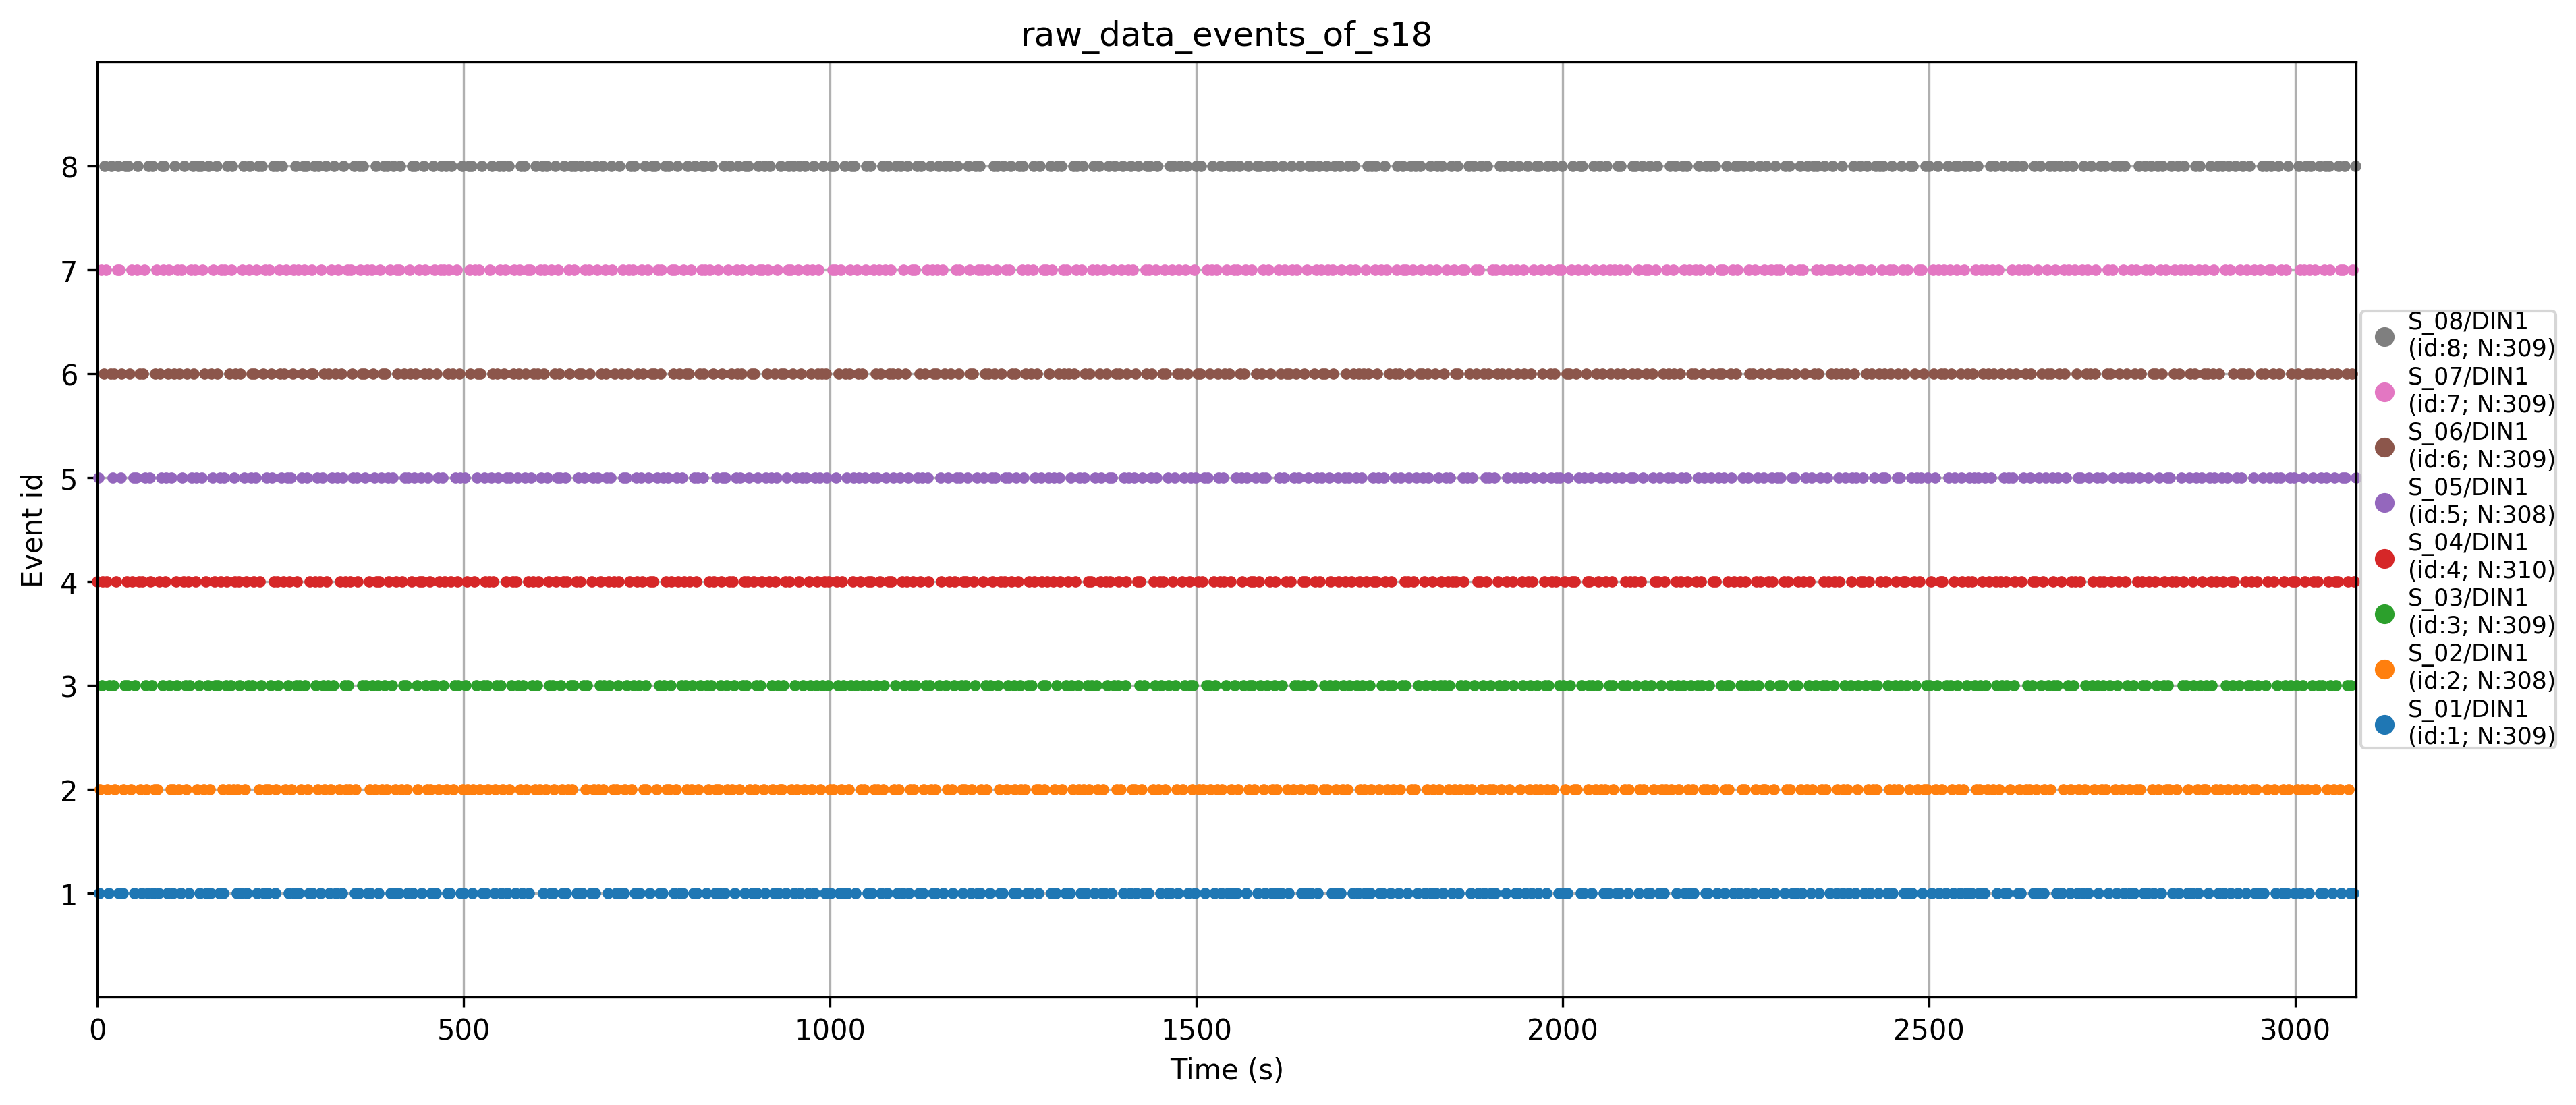 raw_data_events_of_s18
Event id
8
7
6
5
4
3
2
1
0
500
1000
1500
2000
2500
3000
Time (s)
S_08/DIN1
(id:8; N:309)
S_07/DIN1
(id:7; N:309)
S_06/DIN1
(id:6; N:309)
S_05/DIN1
(id:5; N:308)
S_04/DIN1
(id:4; N:310)
S_03/DIN1
(id:3; N:309)
S_02/DIN1
(id:2; N:308)
S_01/DIN1
(id:1; N:309)